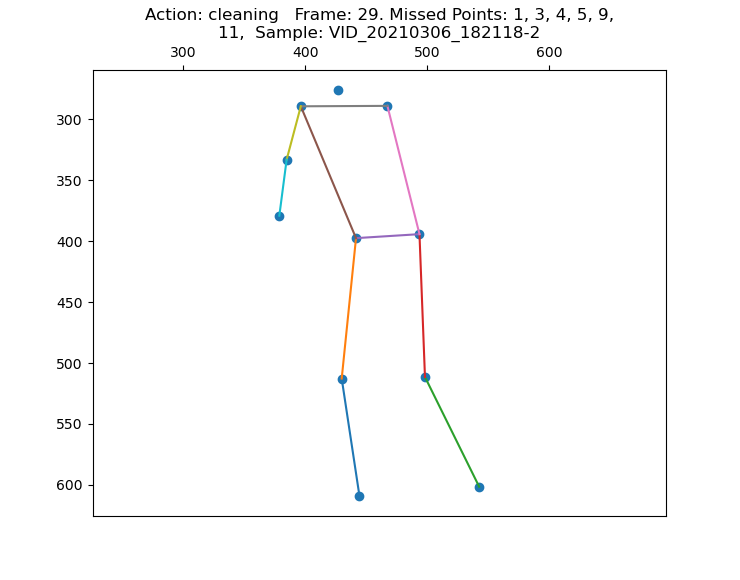 Action: cleaning   Frame: 29. Missed Points: 1, 3, 4, 5, 9,
11,  Sample: VID_20210306_182118-2
300 400 500 600
300
350
400
450
500
550
600